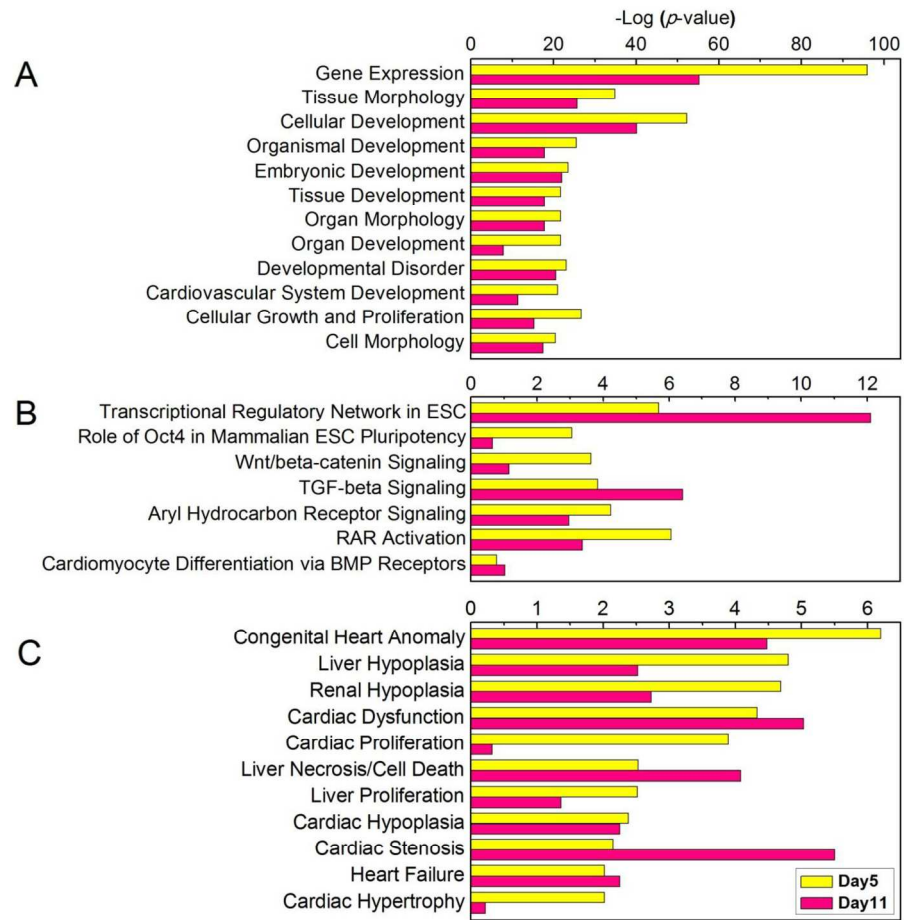 -Log (p-value)
A
0 20 40 60 80 100
Gene Expression
Tissue Morphology
Cellular Development
Organismal Development
Embryonic Development
Tissue Development
Organ Morphology
Organ Development
Developmental Disorder
Cardiovascular System Development
Cellular Growth and Proliferation
Cell Morphology
B
0 2 4 6 8 10 12
Transcriptional Regulatory Network in ESC
Role of Oct4 in Mammalian ESC Pluripotency
Wnt/beta-catenin Signaling
TGF-beta Signaling
Aryl Hydrocarbon Receptor Signaling
RAR Activation
Cardiomyocyte Differentiation via BMP Receptors
C
0 1 2 3 4 5 6
Congenital Heart Anomaly
Liver Hypoplasia
Renal Hypoplasia
Cardiac Dysfunction
Cardiac Proliferation
Liver Necrosis/Cell Death
Liver Proliferation
Cardiac Hypoplasia
Cardiac Stenosis
Heart Failure
Cardiac Hypertrophy
Day5
Day11